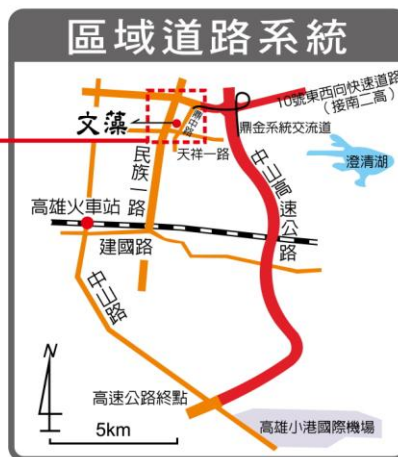 區域道路系統
10號東西向快速道路
(接南二高)
文藻
鼎中路
鼎金系統交流道
天祥一路
民族一路
中山高速公路
澄清湖
高雄火車站
建國路
中山路
N
高速公路終點
5km
高雄小港國際機場